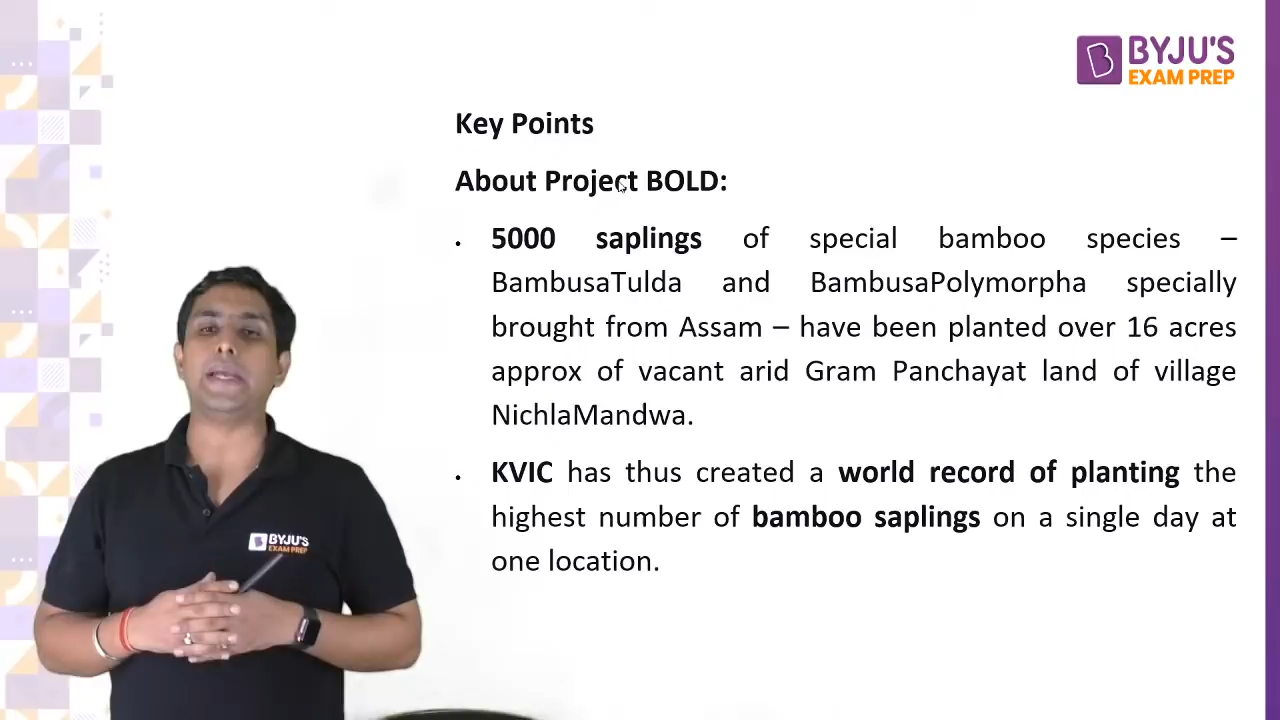 BYJU'S
EXAM PREP
Key Points
About Project BOLD:
• 5000 saplings of special bamboo species –
BambusaTulda and BambusaPolymorpha specially
brought from Assam – have been planted over 16 acres
approx of vacant arid Gram Panchayat land of village
NichlaMandwa.
• KVIC has thus created a world record of planting the
highest number of bamboo saplings on a single day at
one location.
BYJU'S
EXAM PREP